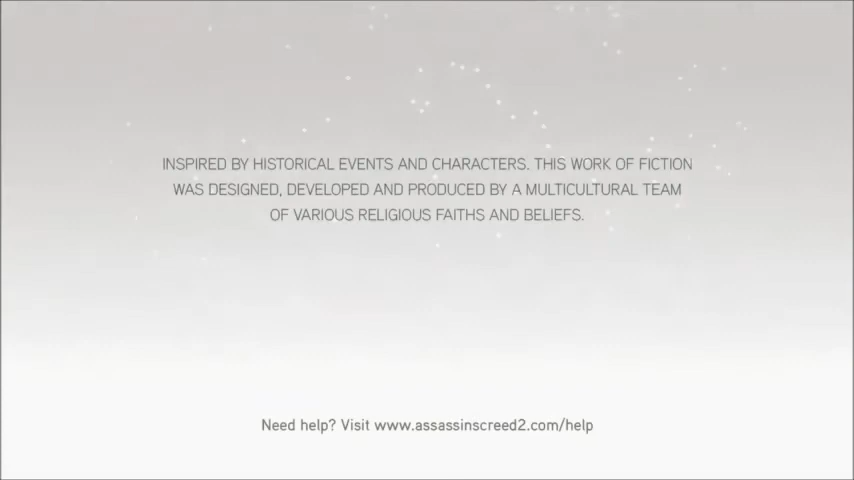 INSPIRED BY HISTORICAL EVENTS AND CHARACTERS. THIS WORK OF FICTION
WAS DESIGNED, DEVELOPED AND PRODUCED BY A MULTICULTURAL TEAM
OF VARIOUS RELIGIOUS FAITHS AND BELIEFS.
Need help? Visit www.assassinscreed2.com/help